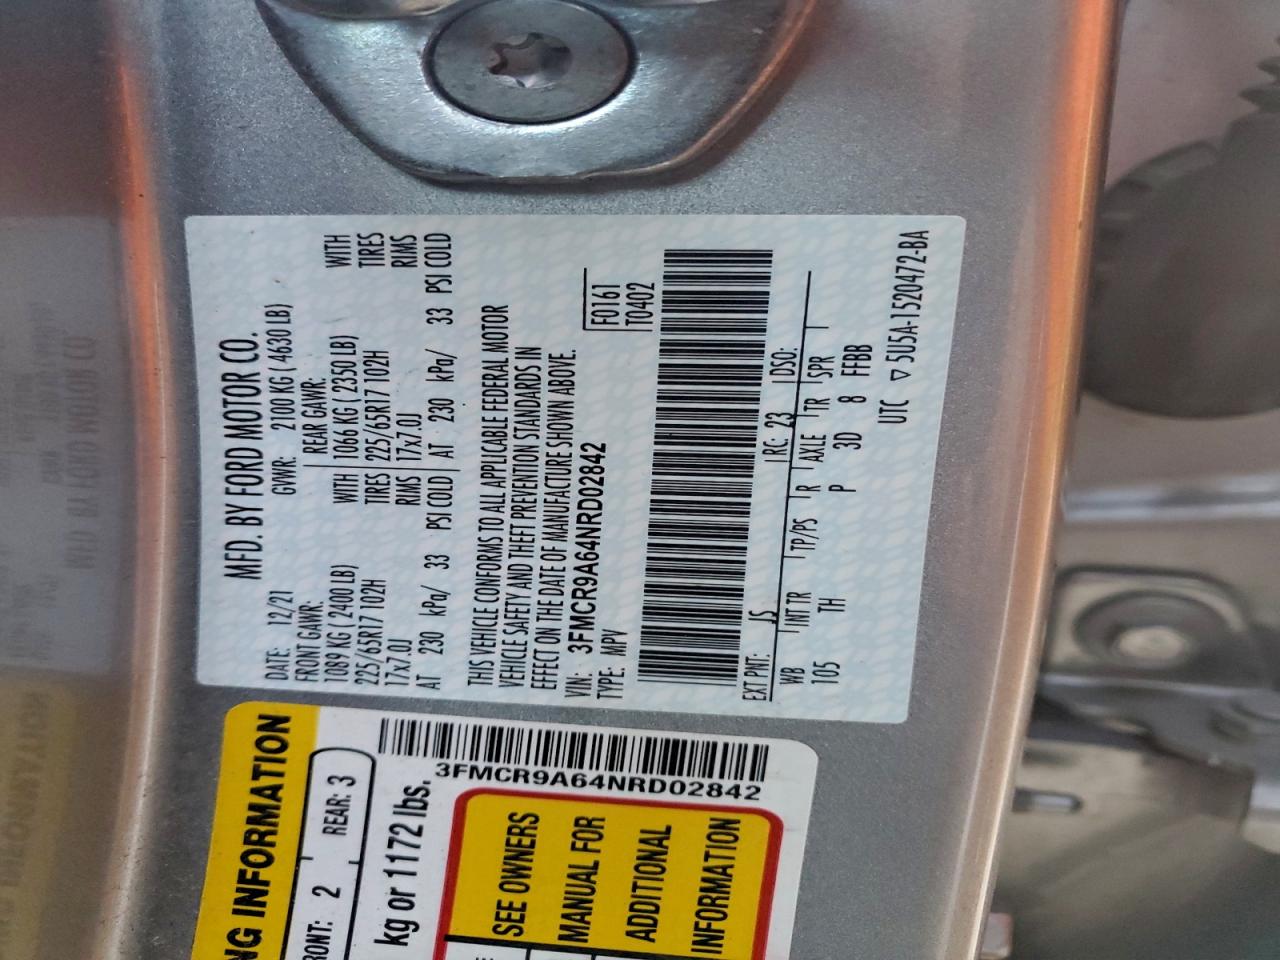 MFD. BY FORD MOTOR CO.
DATE: 12/21 GVWR: 2100 KG ( 4630 LB)
FRONT GAWR: REAR GAWR:
1089 KG ( 2400 LB) WITH 1066 KG ( 2350 LB) WITH
225/65R17 102H TIRES 225/65R17 102H TIRES
17x7.0J RIMS 17x7.0J RIMS
AT 230 kPa/ 33 PSI COLD AT 230 kPa/ 33 PSI COLD
THIS VEHICLE CONFORMS TO ALL APPLICABLE FEDERAL MOTOR
VEHICLE SAFETY AND THEFT PREVENTION STANDARDS IN
EFFECT ON THE DATE OF MANUFACTURE SHOWN ABOVE.
VIN: 3FMCR9A64NRD02842 F0161
TYPE: MPV T0402
EXT PNT: JS RC: 23 DSO:
WB INT TR TP/PS R AXLE TR SPR
105 TH P 3D 8 FFBB
UTC ▽ 5U5A-1520472-BA
NG INFORMATION
RONT: 2 REAR: 3
kg or 1172 lbs.
3FMCR9A64NRD02842
SEE OWNERS
MANUAL FOR
ADDITIONAL
INFORMATION